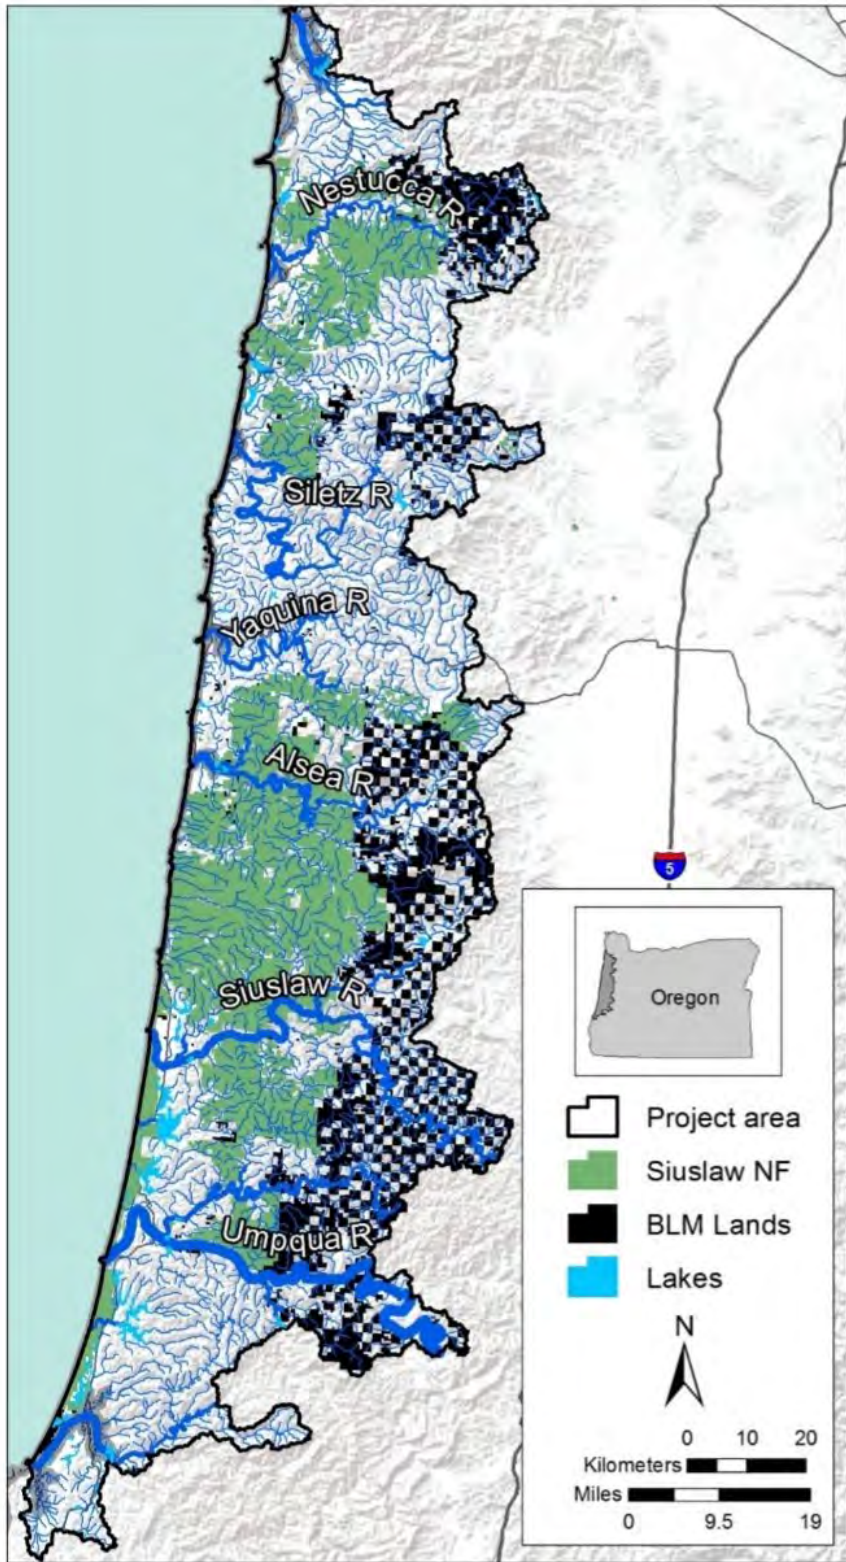 Nestucca R
Siletz R
Yaquina R
Alsea R
Siuslaw R
Umpqua R
5
Oregon
Project area
Siuslaw NF
BLM Lands
Lakes
N
0 10 20
Kilometers
Miles
0 9.5 19